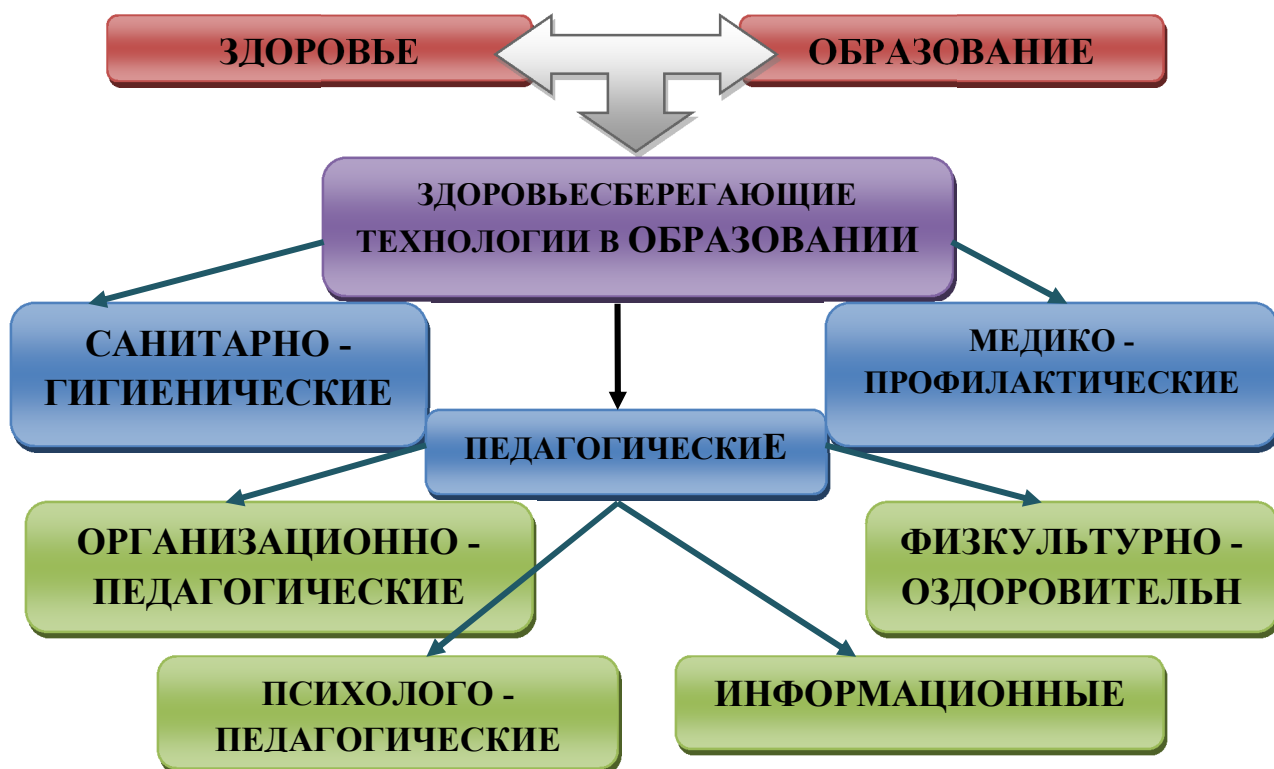 ЗДОРОВЬЕ
ОБРАЗОВАНИЕ
ЗДОРОВЬЕСБЕРЕГАЮЩИЕ
ТЕХНОЛОГИИ В ОБРАЗОВАНИИ
САНИТАРНО -
ГИГИЕНИЧЕСКИЕ
МЕДИКО -
ПРОФИЛАКТИЧЕСКИЕ
ПЕДАГОГИЧЕСКИЕ
ОРГАНИЗАЦИОННО -
ПЕДАГОГИЧЕСКИЕ
ФИЗКУЛЬТУРНО -
ОЗДОРОВИТЕЛЬН
ПСИХОЛОГО -
ПЕДАГОГИЧЕСКИЕ
ИНФОРМАЦИОННЫЕ